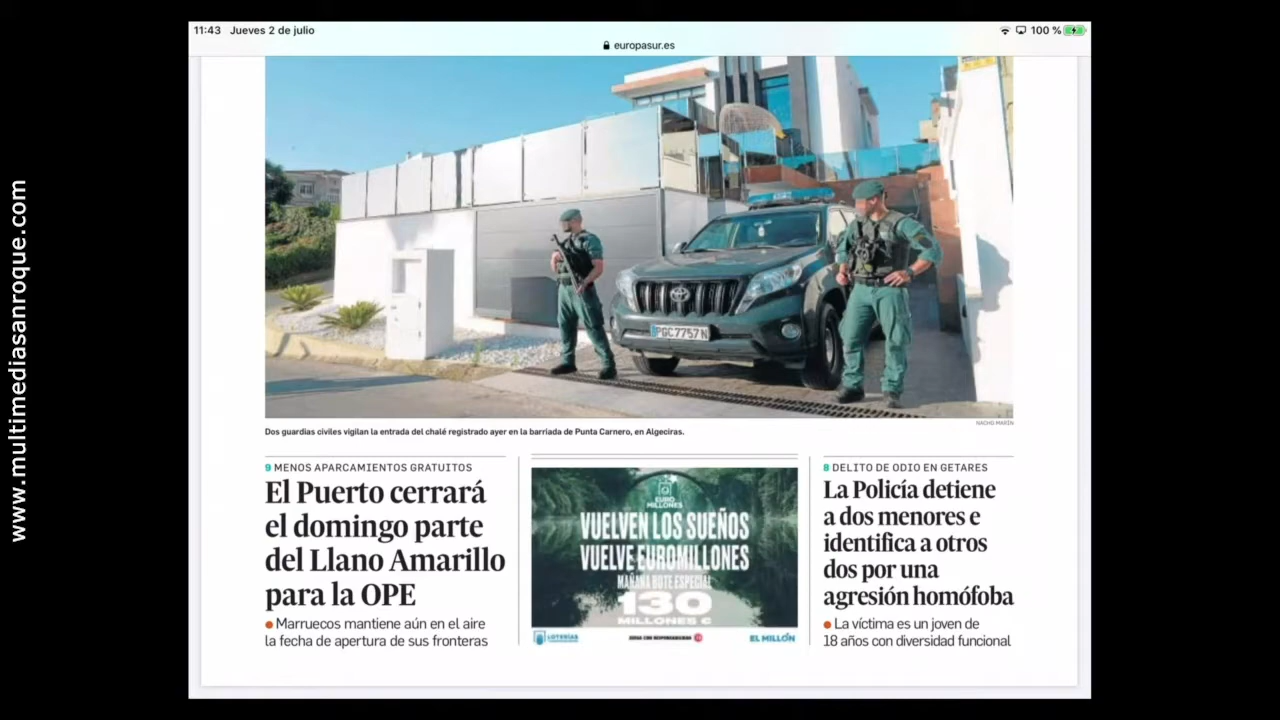 www.multimediasanroque.com
11:43 Jueves 2 de julio
100 %
europasur.es
PGC7757N
NACHO MARÍN
Dos guardias civiles vigilan la entrada del chalé registrado ayer en la barriada de Punta Carnero, en Algeciras.
9 MENOS APARCAMIENTOS GRATUITOS
El Puerto cerrará
el domingo parte
del Llano Amarillo
para la OPE
• Marruecos mantiene aún en el aire
la fecha de apertura de sus fronteras
EURO
MILLONES
VUELVEN LOS SUEÑOS
VUELVE EUROMILLONES
MAÑANA BOTE ESPECIAL
130
MILLONES €
LOTERÍAS
JUEGA CON RESPONSABILIDAD
EL MILLÓN
8 DELITO DE ODIO EN GETARES
La Policía detiene
a dos menores e
identifica a otros
dos por una
agresión homófoba
• La víctima es un joven de
18 años con diversidad funcional